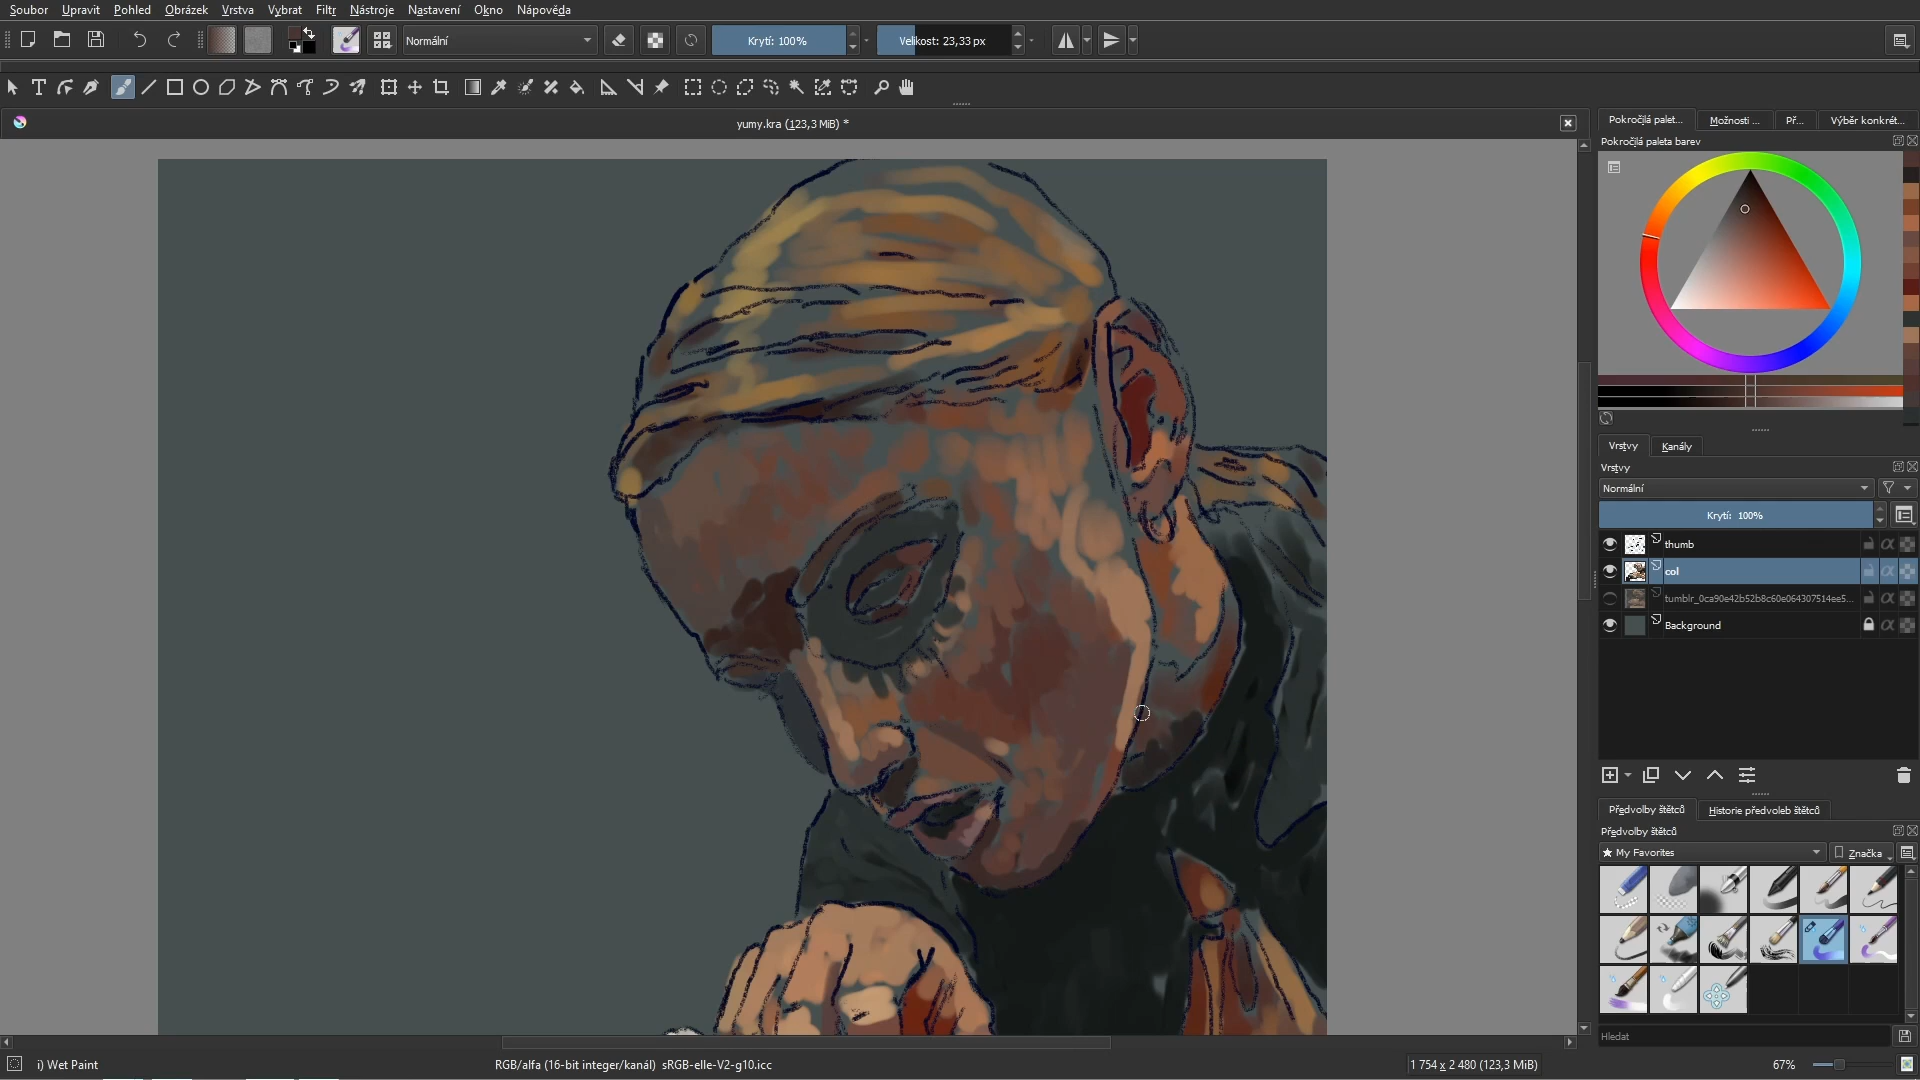 Soubor Upravit Pohled Obrázek Vrstva Vybrat Filtr Nástroje Nastavení Okno Nápověda
Normální
Krytí: 100%
Velikost: 23,33 px
yumy.kra (123,3 MiB) *
Pokročilá palet... Možnosti ... Př... Výběr konkrét...
Pokročilá paleta barev
Vrstvy Kanály
Vrstvy
Normální
Krytí: 100%
thumb
col
tumblr_0ca90e42b52b8c60e064307514ee5...
Background
Předvolby štětců Historie předvoleb štětců
Předvolby štětců
★ My Favorites
Značka
Hledat
i) Wet Paint
RGB/alfa (16-bit integer/kanál) sRGB-elle-V2-g10.icc
1 754 x 2 480 (123,3 MiB)
67%